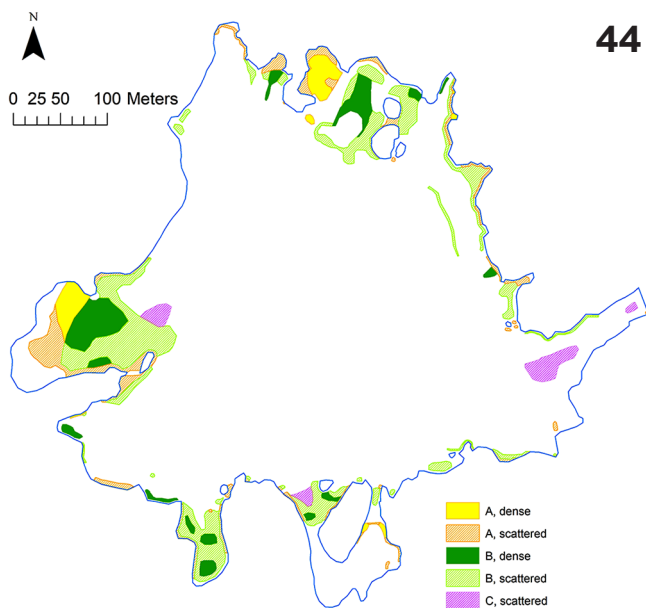 N
44
0 25 50 100 Meters
A, dense
A, scattered
B, dense
B, scattered
C, scattered